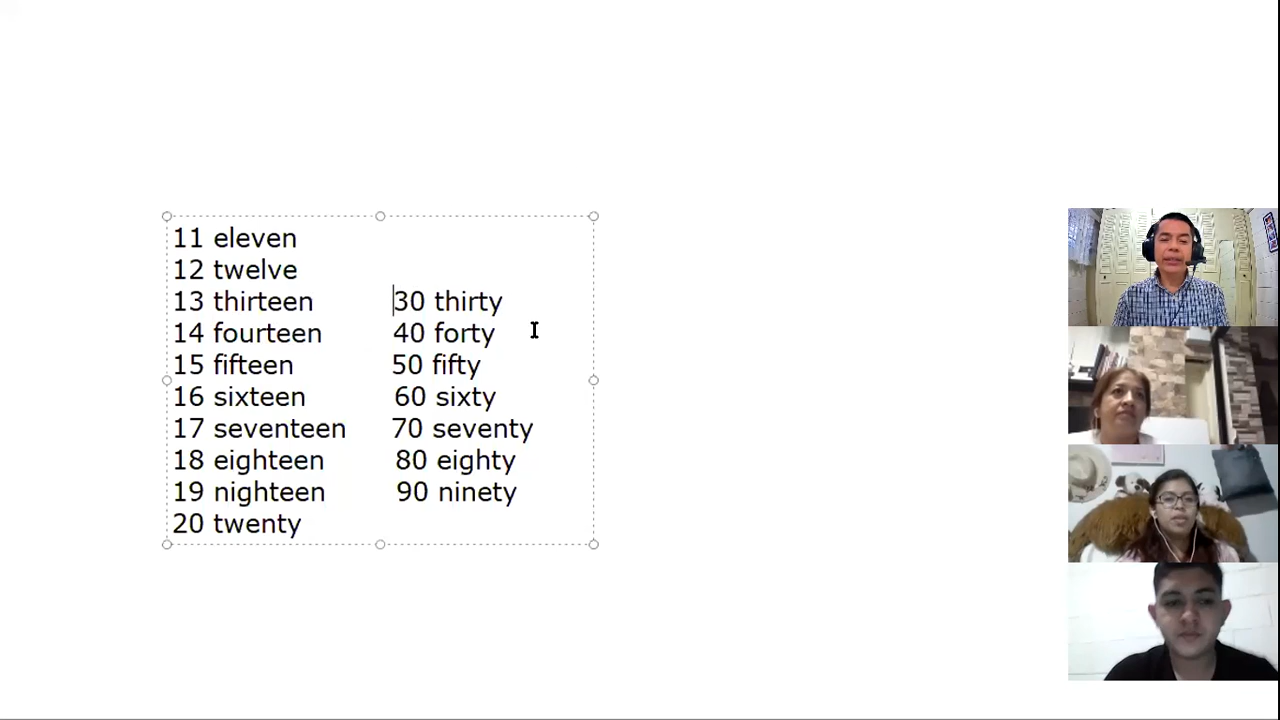 11 eleven
12 twelve
13 thirteen 30 thirty
14 fourteen 40 forty
15 fifteen 50 fifty
16 sixteen 60 sixty
17 seventeen 70 seventy
18 eighteen 80 eighty
19 nighteen 90 ninety
20 twenty